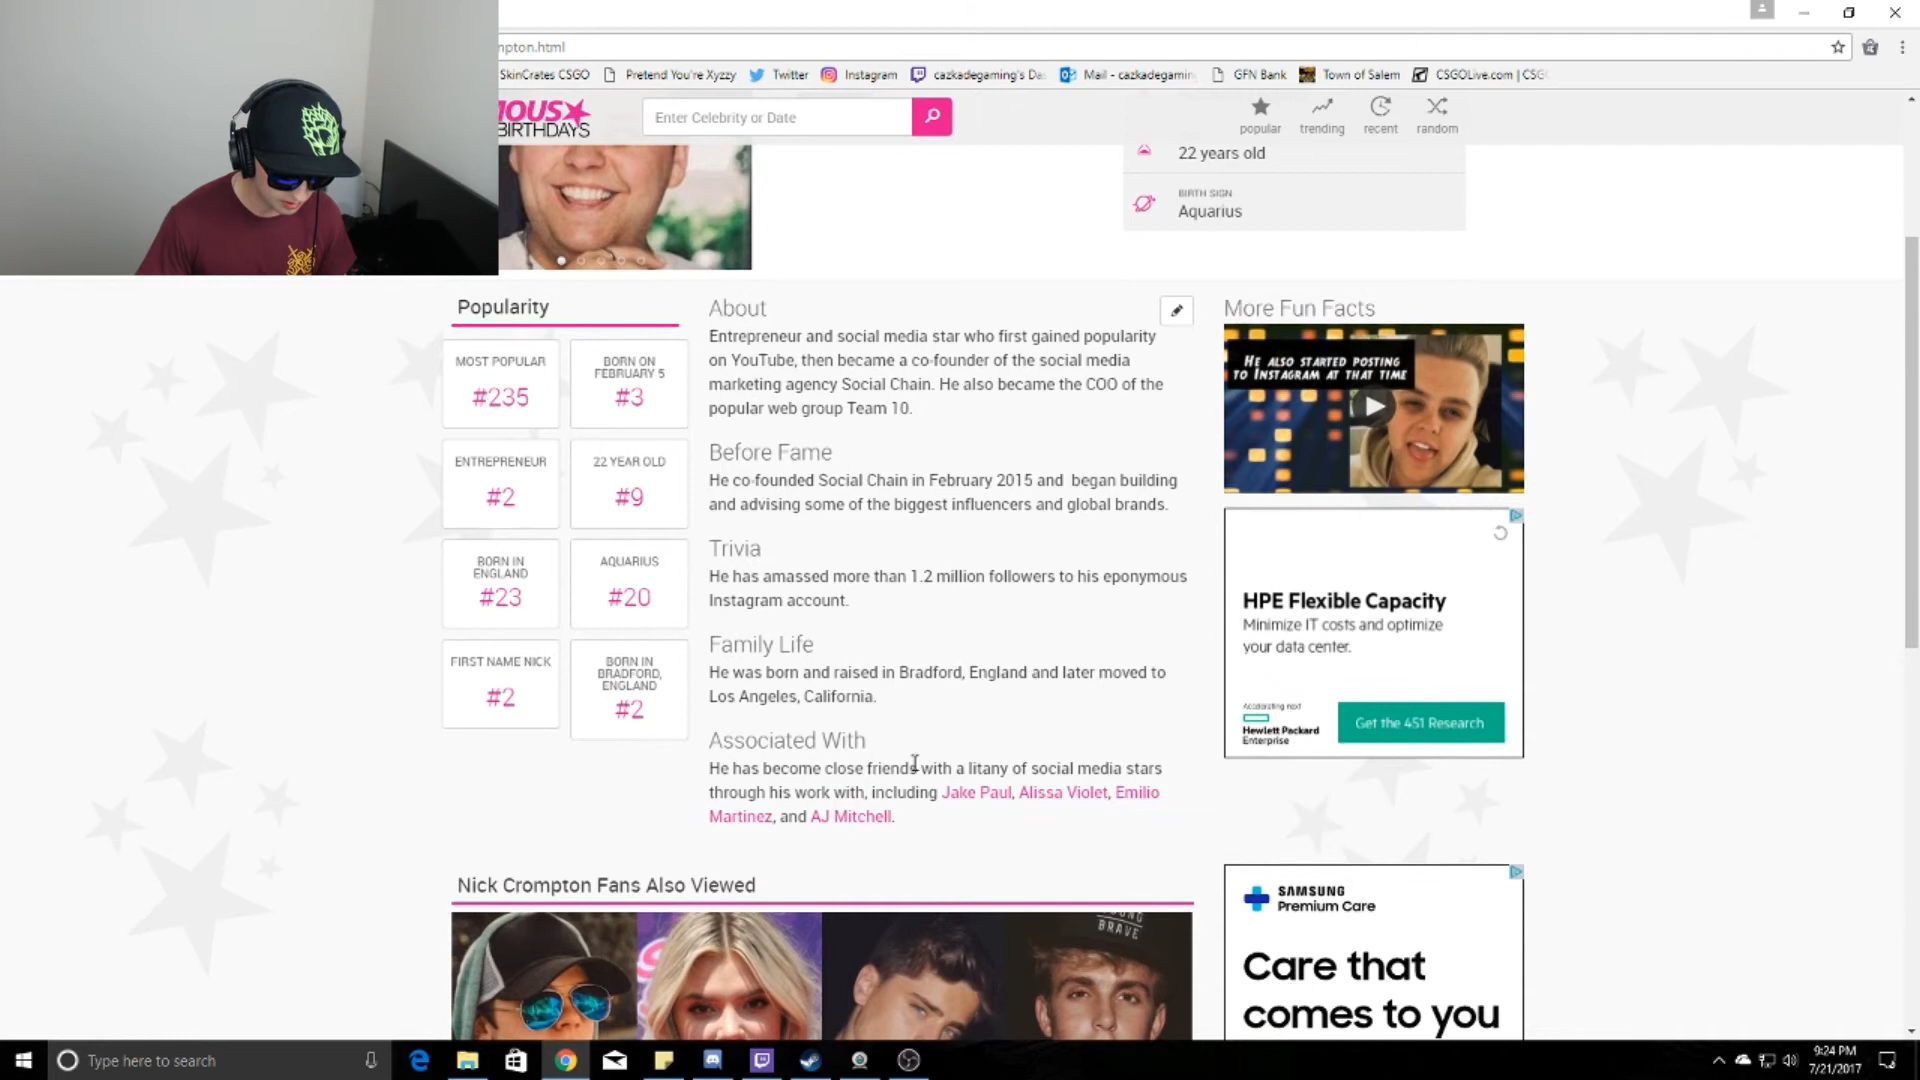 npton.html
SkinCrates CSGO
Pretend You're Xyzzy
Twitter
Instagram
cazkadegaming's Da
Mail - cazkadegamin
GFN Bank
Town of Salem
CSGOLive.com | CSG
IOUS
BIRTHDAYS
Enter Celebrity or Date
popular
trending
recent
random
22 years old
BIRTH SIGN
Aquarius
Popularity
MOST POPULAR
#235
BORN ON
FEBRUARY 5
#3
ENTREPRENEUR
#2
22 YEAR OLD
#9
BORN IN
ENGLAND
#23
AQUARIUS
#20
FIRST NAME NICK
#2
BORN IN
BRADFORD,
ENGLAND
#2
About
Entrepreneur and social media star who first gained popularity
on YouTube, then became a co-founder of the social media
marketing agency Social Chain. He also became the COO of the
popular web group Team 10.
Before Fame
He co-founded Social Chain in February 2015 and began building
and advising some of the biggest influencers and global brands.
Trivia
He has amassed more than 1.2 million followers to his eponymous
Instagram account.
Family Life
He was born and raised in Bradford, England and later moved to
Los Angeles, California.
Associated With
He has become close friends with a litany of social media stars
through his work with, including Jake Paul, Alissa Violet, Emilio
Martinez, and AJ Mitchell.
More Fun Facts
HE ALSO STARTED POSTING
TO INSTAGRAM AT THAT TIME
HPE Flexible Capacity
Minimize IT costs and optimize
your data center.
Accelerating next
Hewlett Packard
Enterprise
Get the 451 Research
Nick Crompton Fans Also Viewed
BRAVE
SAMSUNG
Premium Care
Care that
comes to you
Type here to search
9:24 PM
7/21/2017